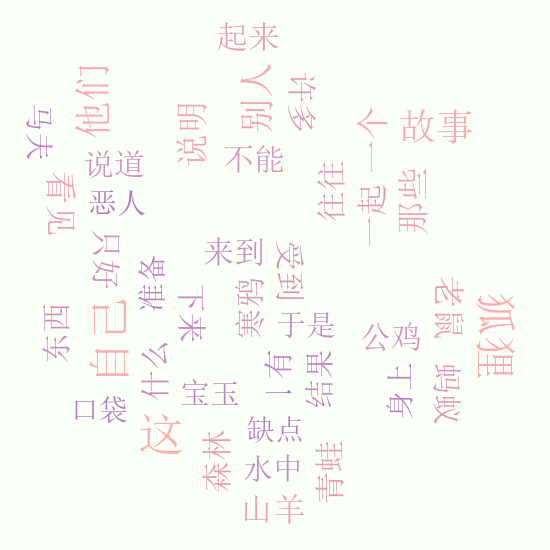 起来
他们
别人
许多
马夫
说明
一个
故事
说道
不能
看见
恶人
往往
一起
那些
只好
来到
受到
准备
寒鸦
老鼠
狐狸
东西
自己
下来
于是
公鸡
什么
有一
结果
身上
蚂蚁
口袋
宝玉
这
缺点
森林
水中
青蛙
山羊